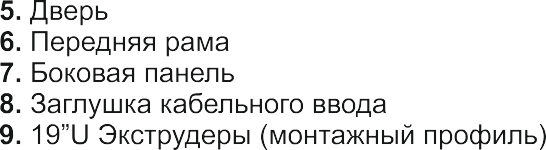 5. Дверь
6. Передняя рама
7. Боковая панель
8. Заглушка кабельного ввода
9. 19”U Экструдеры (монтажный профиль)